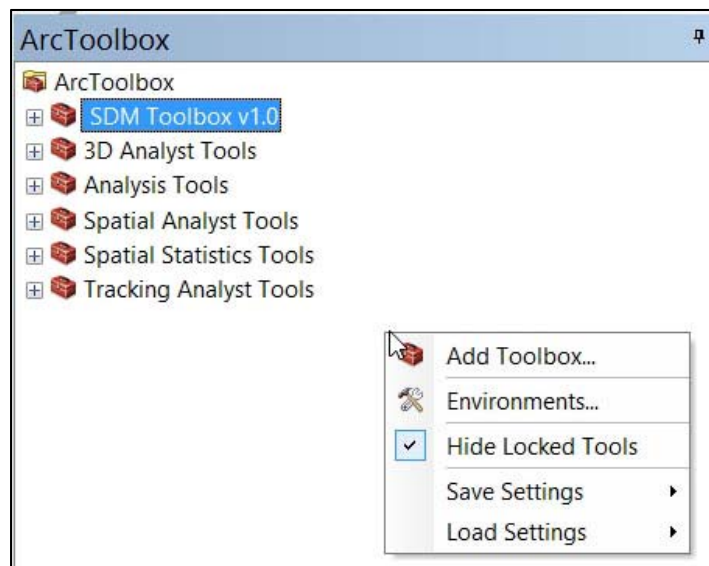 ArcToolbox
ArcToolbox
SDM Toolbox v1.0
3D Analyst Tools
Analysis Tools
Spatial Analyst Tools
Spatial Statistics Tools
Tracking Analyst Tools
Add Toolbox...
Environments...
Hide Locked Tools
Save Settings
Load Settings